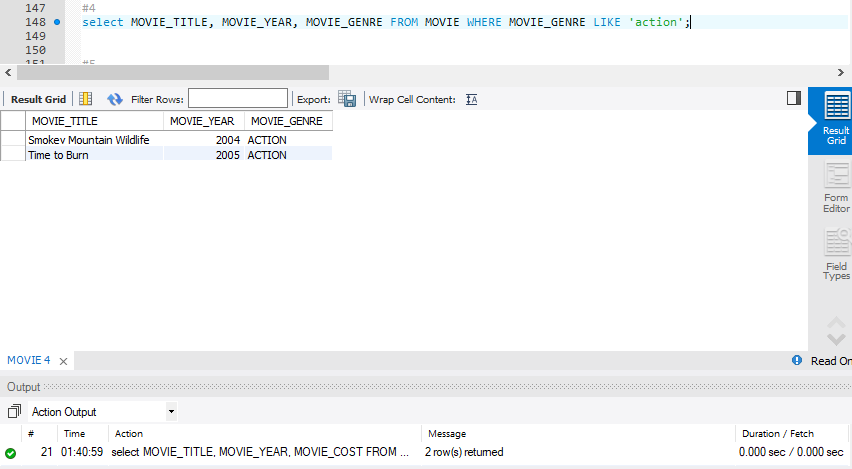 147 #4
148 select MOVIE_TITLE, MOVIE_YEAR, MOVIE_GENRE FROM MOVIE WHERE MOVIE_GENRE LIKE 'action';
149
150
151 #5
Result Grid Filter Rows: Export: Wrap Cell Content:
MOVIE_TITLE MOVIE_YEAR MOVIE_GENRE
Smokey Mountain Wildlife 2004 ACTION
Time to Burn 2005 ACTION
Result
Grid
Form
Editor
Field
Types
MOVIE 4 Read On
Output
Action Output
# Time Action Message Duration / Fetch
21 01:40:59 select MOVIE_TITLE, MOVIE_YEAR, MOVIE_COST FROM ... 2 row(s) returned 0.000 sec / 0.000 sec